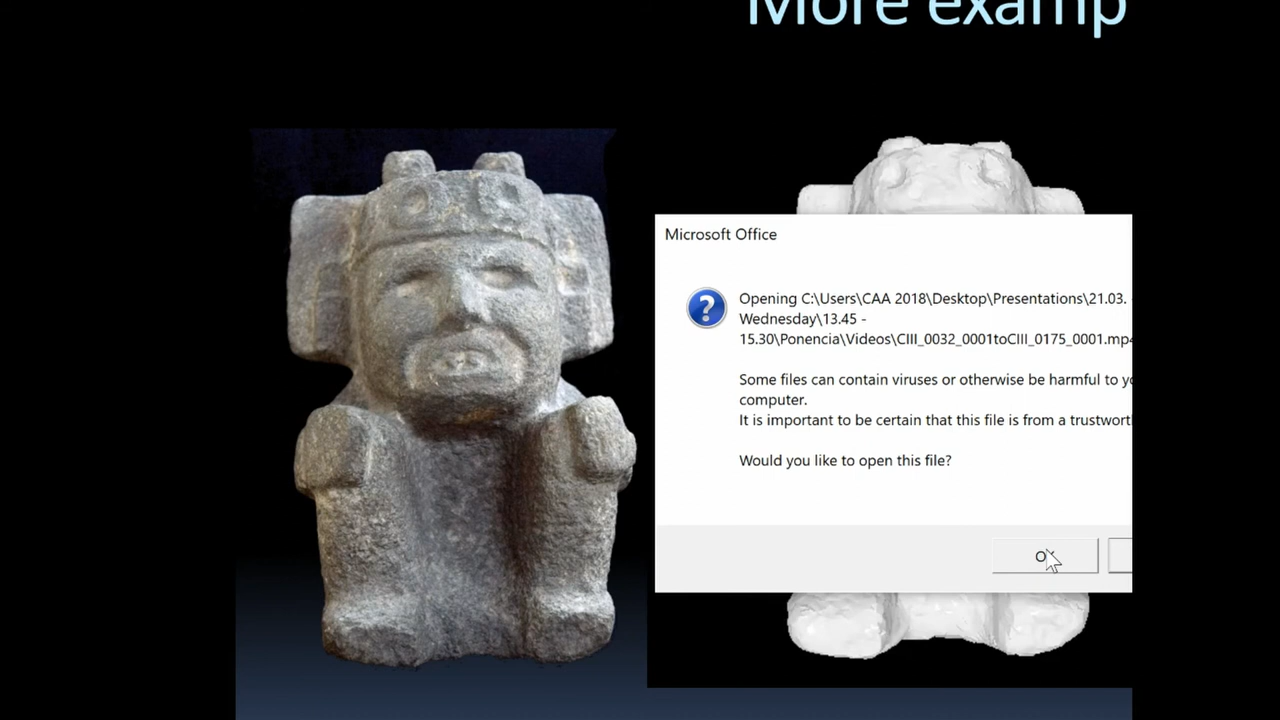 More examp
Microsoft Office
Opening C:\Users\CAA 2018\Desktop\Presentations\21.03.
Wednesday\13.45 -
15.30\Ponencia\Videos\CIII_0032_0001toCIII_0175_0001.mp4
Some files can contain viruses or otherwise be harmful to yo
computer.
It is important to be certain that this file is from a trustwort
Would you like to open this file?